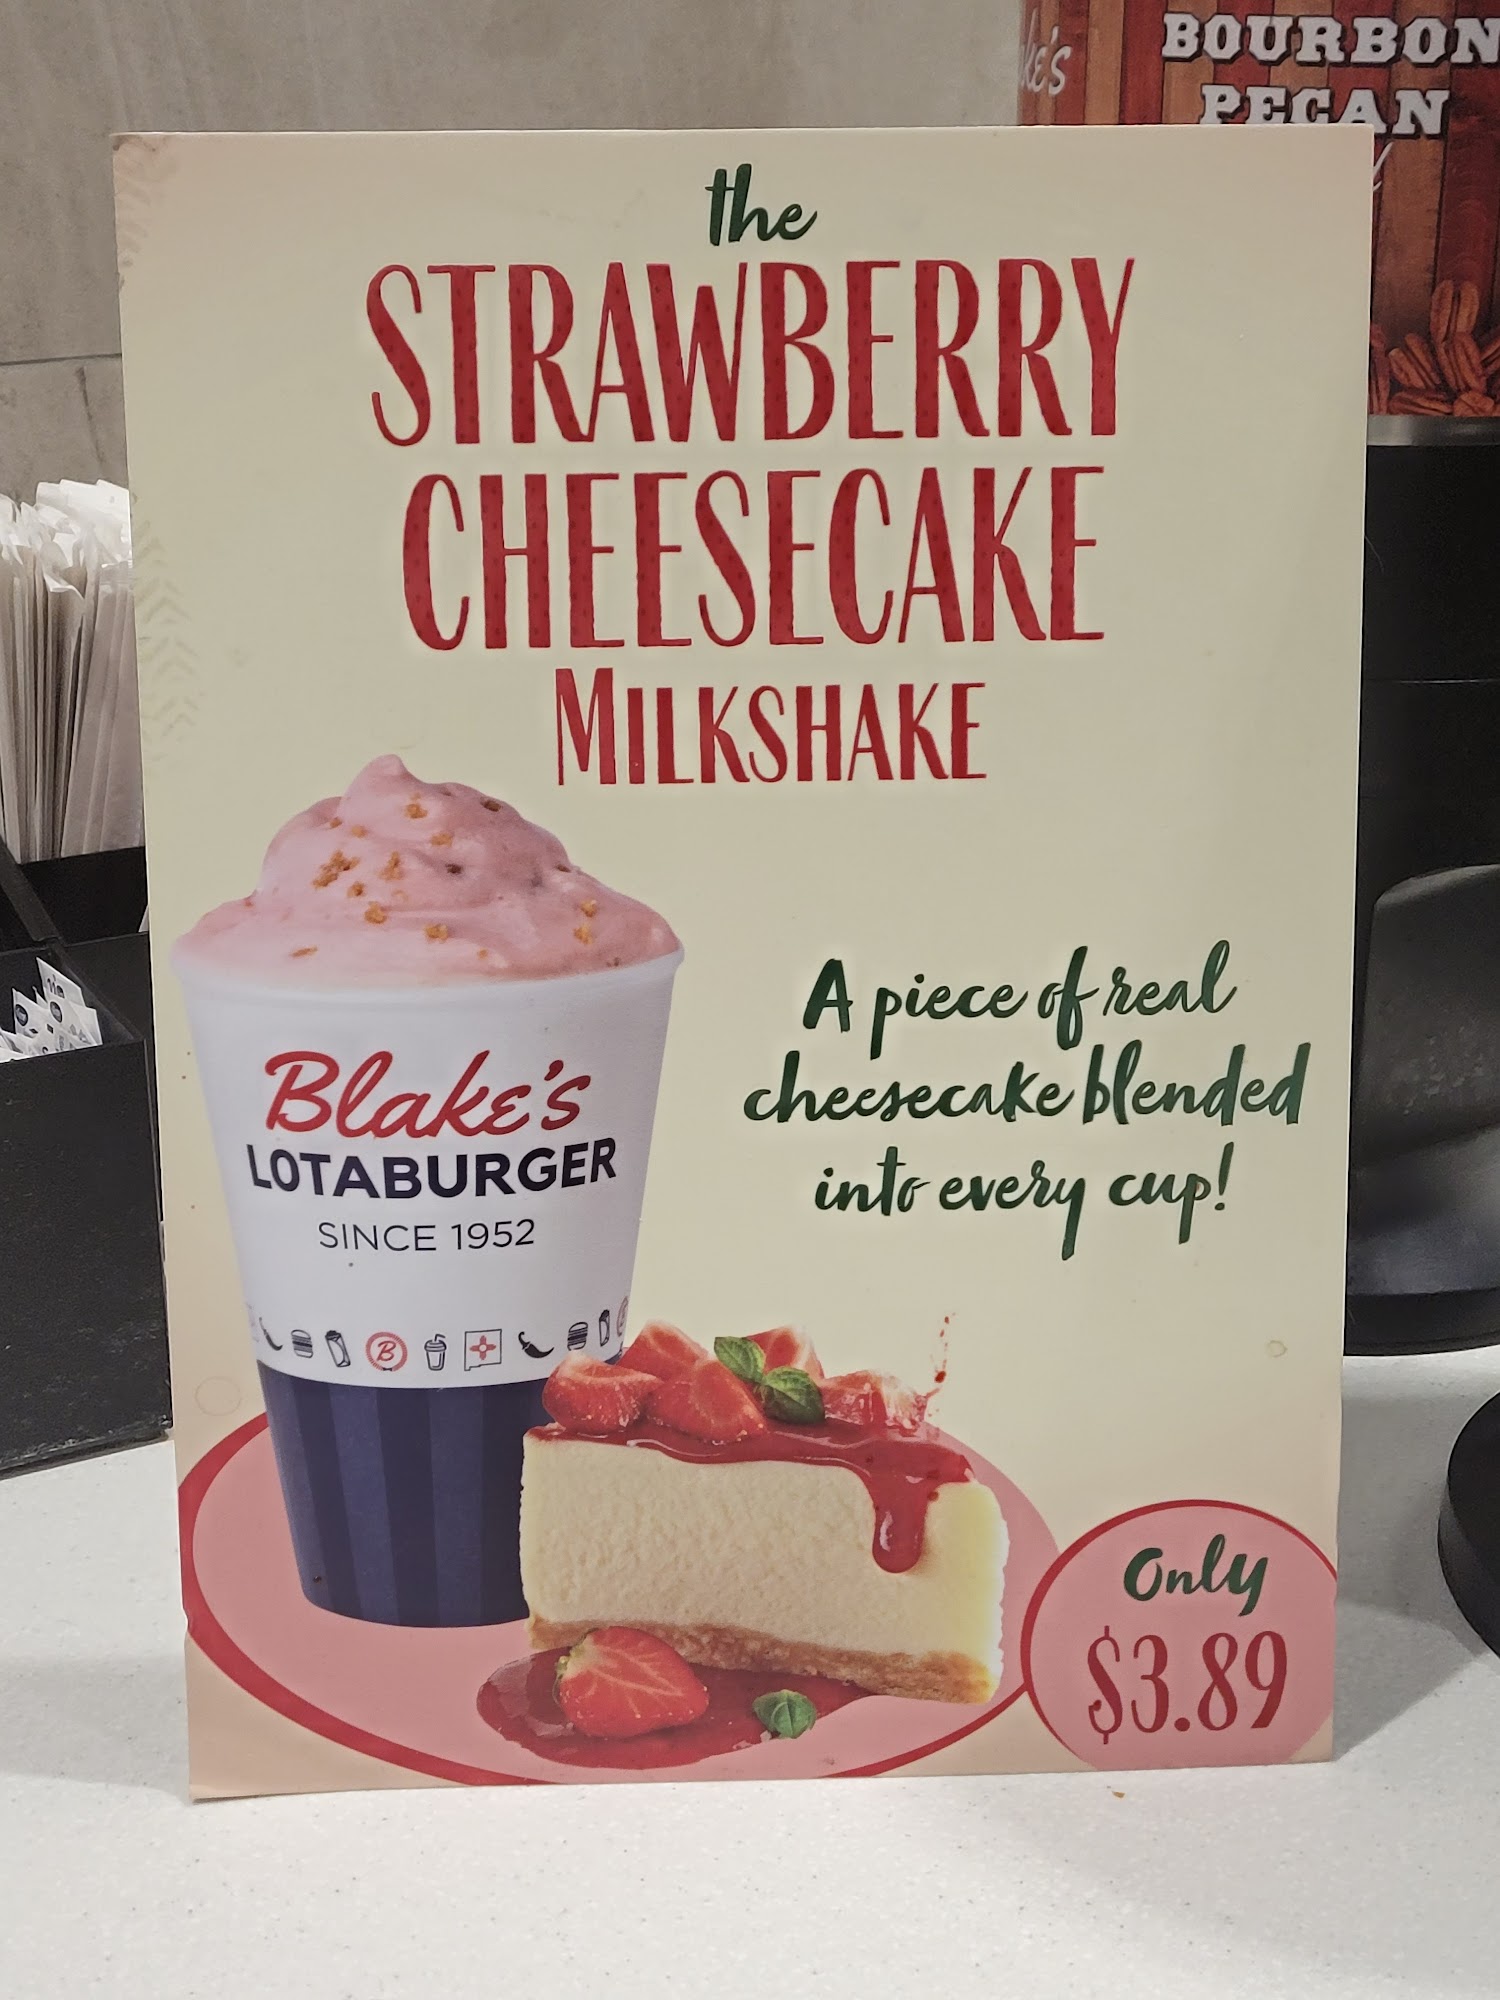 BOURBON
PECAN
the
STRAWBERRY
CHEESECAKE
MILKSHAKE
A piece of real
cheesecake blended
into every cup!
Blake's
LOTABURGER
SINCE 1952
B
Only
$3.89